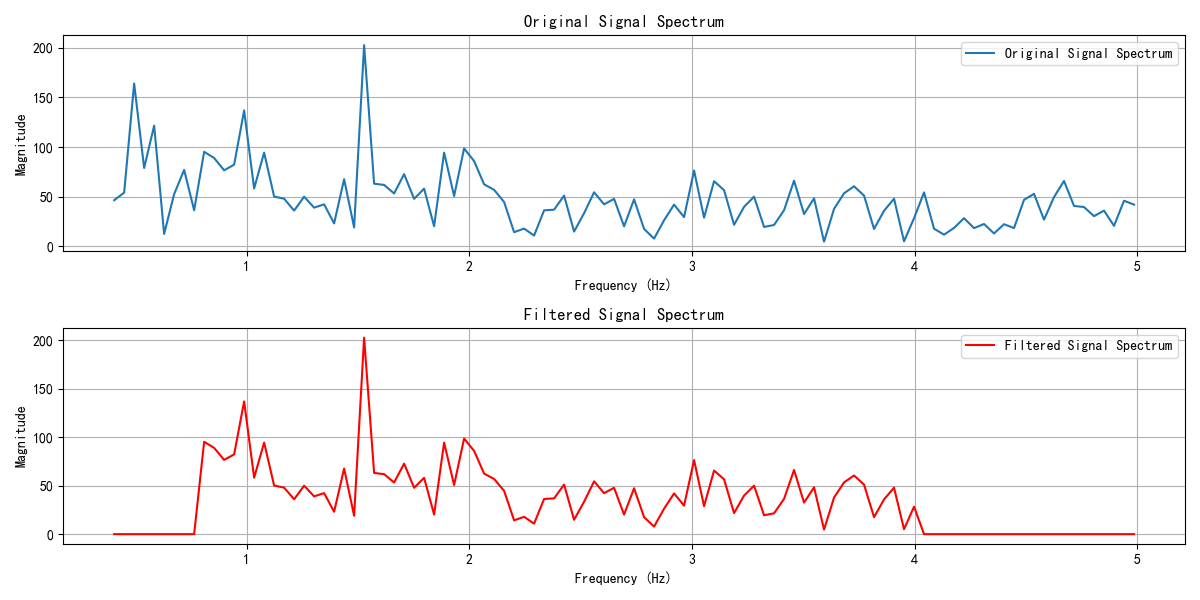 Original Signal Spectrum
Original Signal Spectrum
Magnitude
200
150
100
50
0
1 2 3 4 5
Frequency (Hz)
Filtered Signal Spectrum
Filtered Signal Spectrum
Magnitude
200
150
100
50
0
1 2 3 4 5
Frequency (Hz)